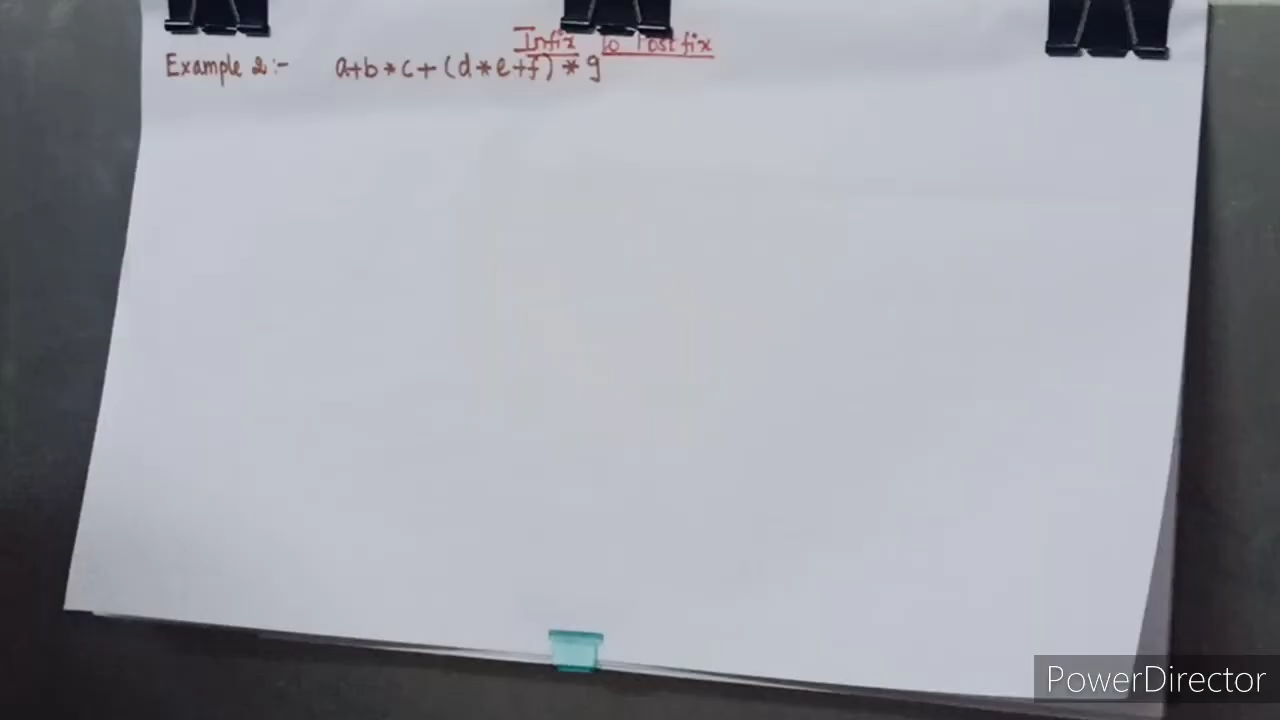 Infix to Postfix
Example 2:- a+b*c+(d*e+f)*g
PowerDirector